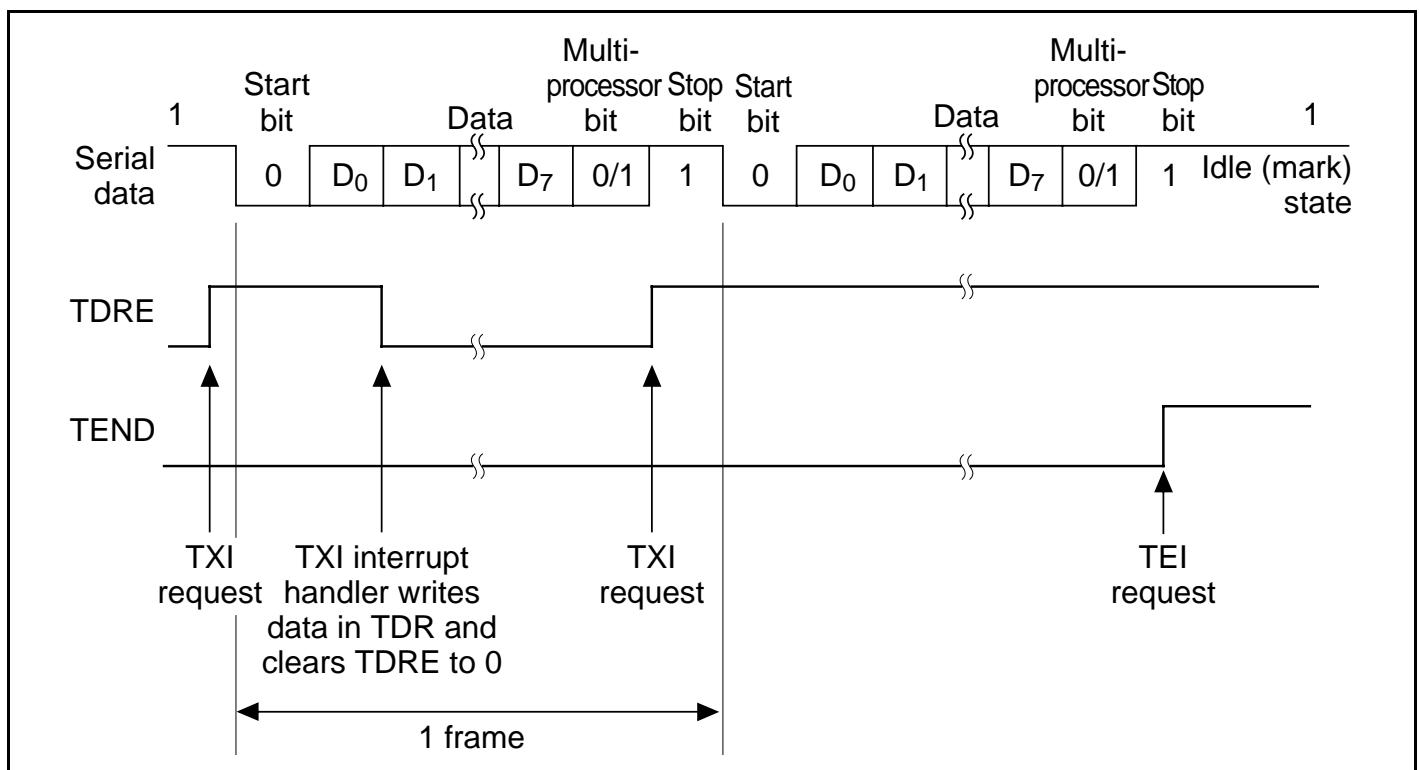 Multi-
processor Stop Start
Start
bit
1
Data
bit
bit
bit
Multi-
processor Stop
Data
bit
bit
1
Serial
data
0 D0 D1 D7 0/1 1 0 D0 D1 D7 0/1 1
Idle (mark)
state
TDRE
TEND
TXI
request
TXI interrupt
handler writes
data in TDR and
clears TDRE to 0
TXI
request
TEI
request
1 frame